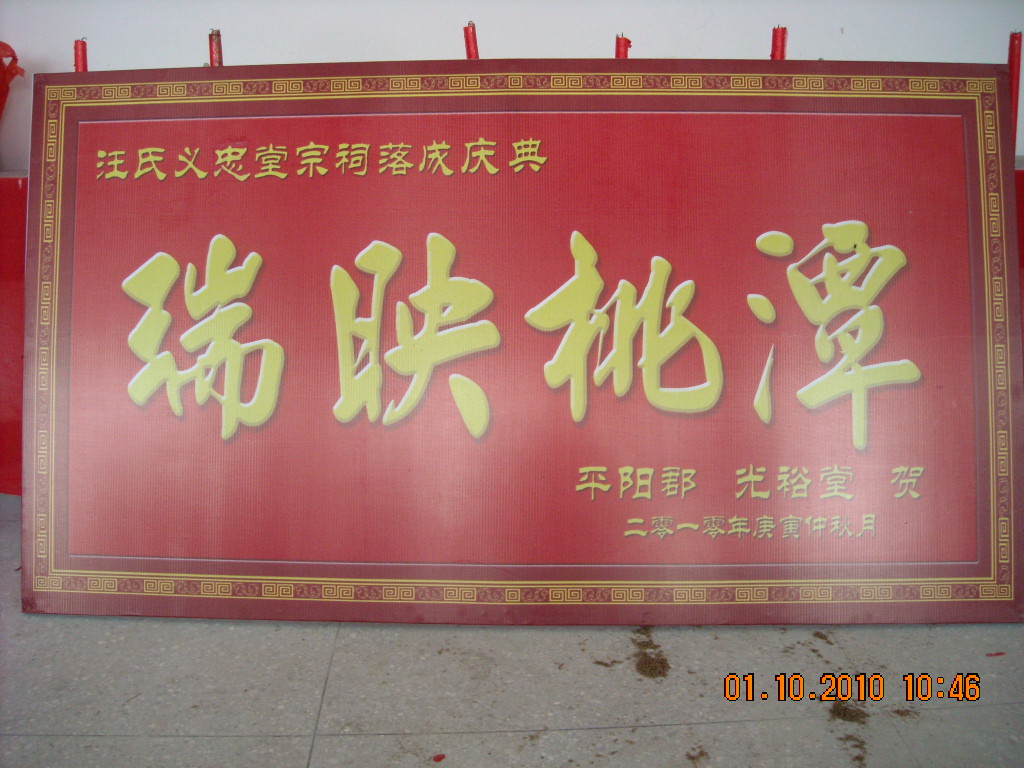 汪氏义忠堂宗祠落成庆典
瑞映桃潭
平阳郡 光裕堂 贺
二零一零年庚寅仲秋月
01.10.2010 10:46